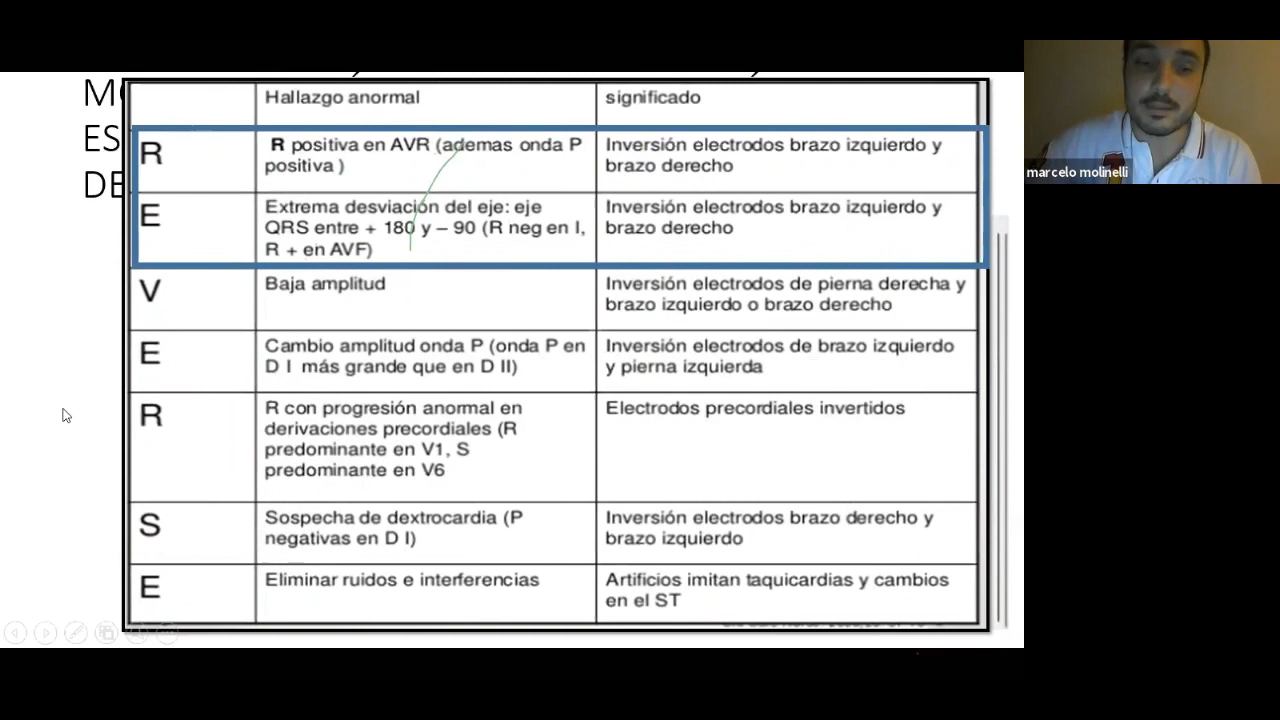 Hallazgo anormal
significado
R
R positiva en AVR (ademas onda P
positiva )
Inversión electrodos brazo izquierdo y
brazo derecho
E
Extrema desviación del eje: eje
QRS entre + 180 y – 90 (R neg en I,
R + en AVF)
Inversión electrodos brazo izquierdo y
brazo derecho
V
Baja amplitud
Inversión electrodos de pierna derecha y
brazo izquierdo o brazo derecho
E
Cambio amplitud onda P (onda P en
D I más grande que en D II)
Inversión electrodos de brazo izquierdo
y pierna izquierda
R
R con progresión anormal en
derivaciones precordiales (R
predominante en V1, S
predominante en V6
Electrodos precordiales invertidos
S
Sospecha de dextrocardia (P
negativas en D I)
Inversión electrodos brazo derecho y
brazo izquierdo
E
Eliminar ruidos e interferencias
Artificios imitan taquicardias y cambios
en el ST
marcelo molinelli